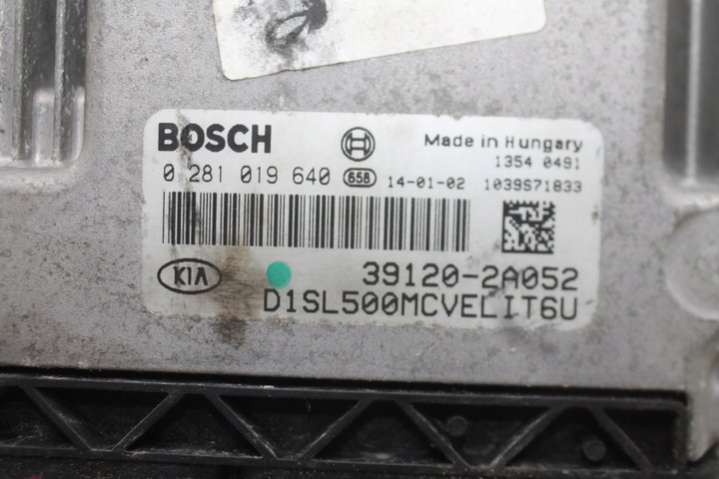 BOSCH Made in Hungary
1354 0491
0 281 019 640 658 14-01-02 1039S71833
KIA 39120-2A052
D1SL500MCVELIT6U